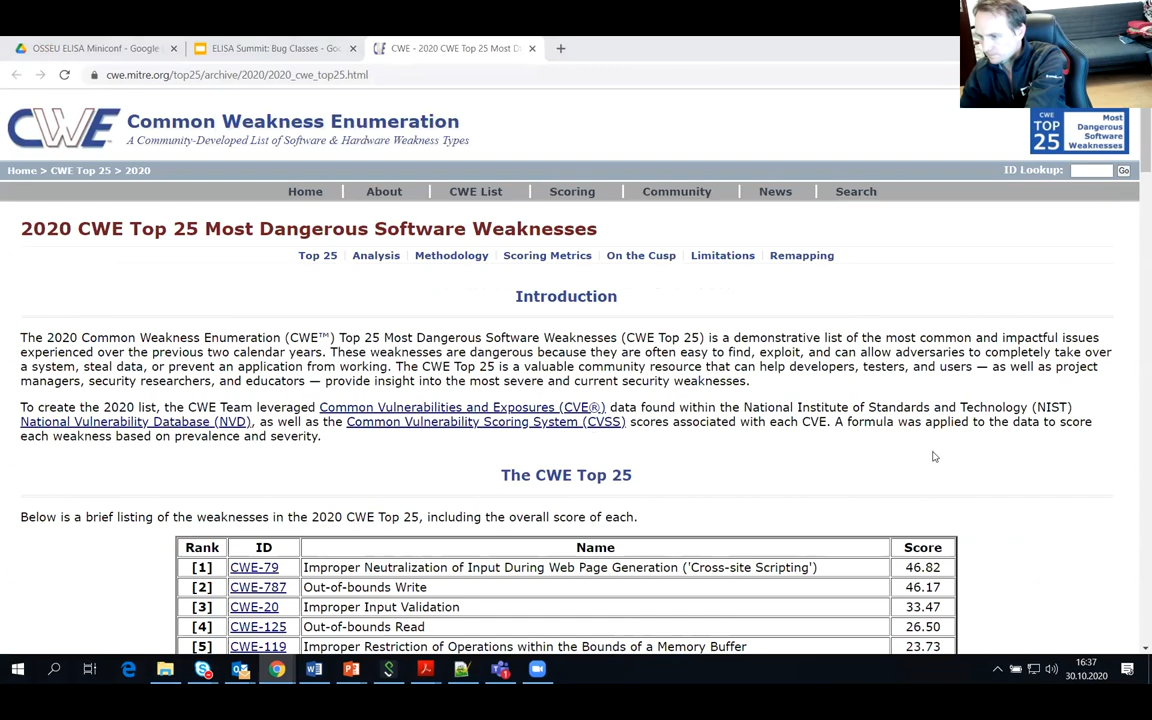 OSSEU ELISA Miniconf - Google
ELISA Summit: Bug Classes - Goo
CWE - 2020 CWE Top 25 Most D
cwe.mitre.org/top25/archive/2020/2020_cwe_top25.html
CWE Common Weakness Enumeration
A Community-Developed List of Software & Hardware Weakness Types
CWE TOP 25 Most Dangerous Software Weaknesses
Home > CWE Top 25 > 2020
ID Lookup: Go
Home About CWE List Scoring Community News Search
2020 CWE Top 25 Most Dangerous Software Weaknesses
Top 25 Analysis Methodology Scoring Metrics On the Cusp Limitations Remapping
Introduction
The 2020 Common Weakness Enumeration (CWE™) Top 25 Most Dangerous Software Weaknesses (CWE Top 25) is a demonstrative list of the most common and impactful issues
experienced over the previous two calendar years. These weaknesses are dangerous because they are often easy to find, exploit, and can allow adversaries to completely take over
a system, steal data, or prevent an application from working. The CWE Top 25 is a valuable community resource that can help developers, testers, and users — as well as project
managers, security researchers, and educators — provide insight into the most severe and current security weaknesses.
To create the 2020 list, the CWE Team leveraged Common Vulnerabilities and Exposures (CVE®) data found within the National Institute of Standards and Technology (NIST)
National Vulnerability Database (NVD), as well as the Common Vulnerability Scoring System (CVSS) scores associated with each CVE. A formula was applied to the data to score
each weakness based on prevalence and severity.
The CWE Top 25
Below is a brief listing of the weaknesses in the 2020 CWE Top 25, including the overall score of each.
Rank ID Name Score
[1] CWE-79 Improper Neutralization of Input During Web Page Generation ('Cross-site Scripting') 46.82
[2] CWE-787 Out-of-bounds Write 46.17
[3] CWE-20 Improper Input Validation 33.47
[4] CWE-125 Out-of-bounds Read 26.50
[5] CWE-119 Improper Restriction of Operations within the Bounds of a Memory Buffer 23.73
16:37
30.10.2020